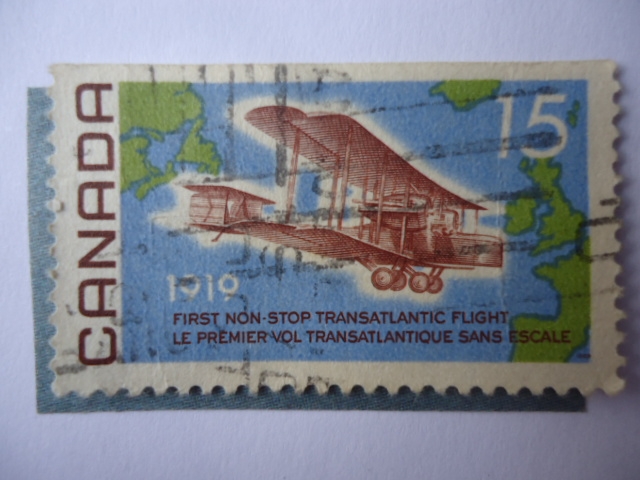 CANADA
15
1919
FIRST NON-STOP TRANSATLANTIC FLIGHT
LE PREMIER VOL TRANSATLANTIQUE SANS ESCALE